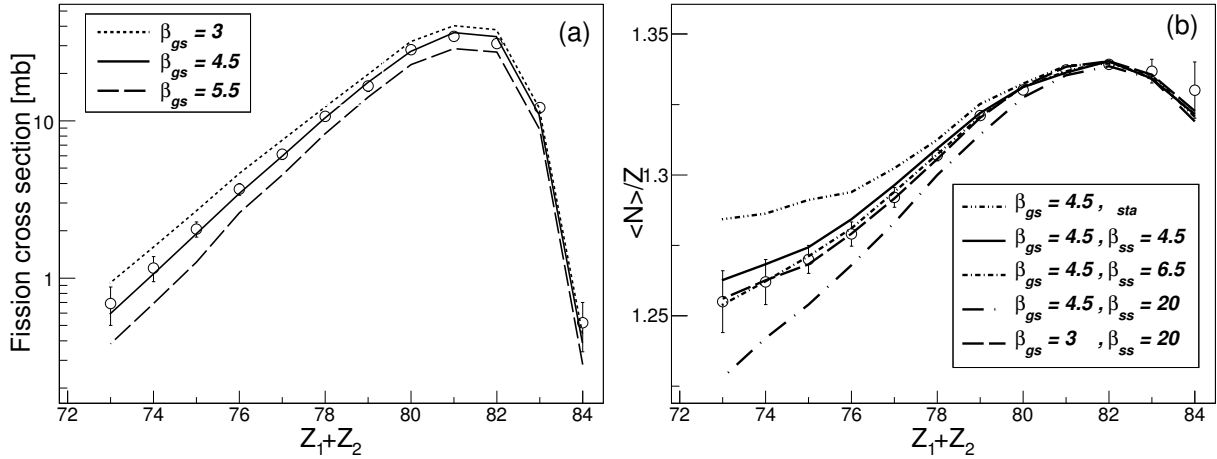 (a)
β_gs = 3
β_gs = 4.5
β_gs = 5.5
Fission cross section [mb]
10
1
72 74 76 78 80 82 84
Z_1+Z_2
(b)
<N>/Z
1.35
1.3
1.25
β_gs = 4.5 , _sta
β_gs = 4.5 , β_ss = 4.5
β_gs = 4.5 , β_ss = 6.5
β_gs = 4.5 , β_ss = 20
β_gs = 3 , β_ss = 20
72 74 76 78 80 82 84
Z_1+Z_2